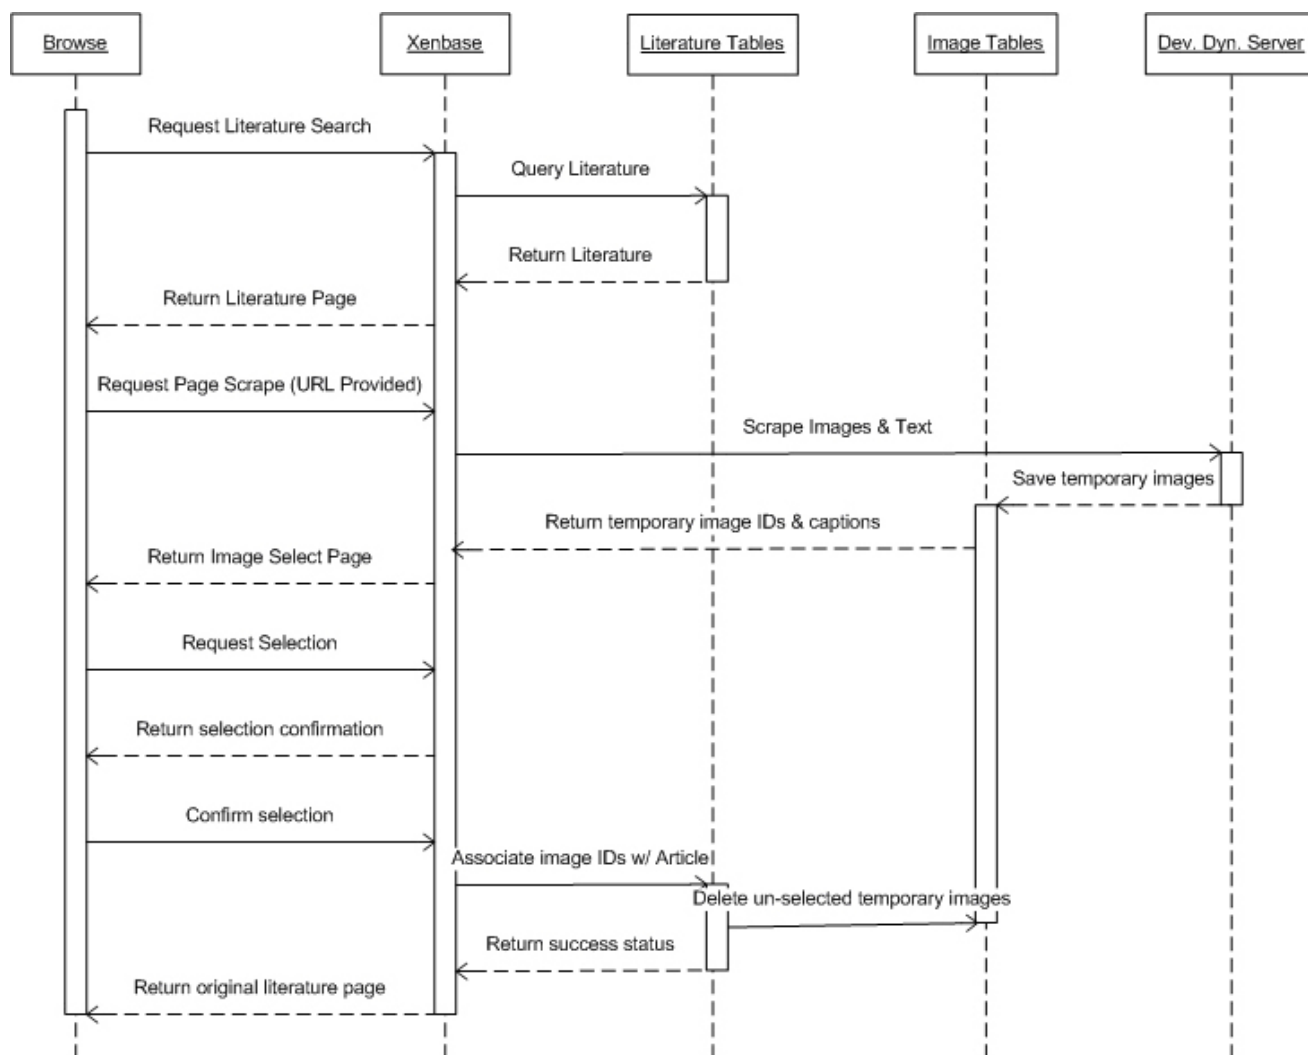 Browse
Xenbase
Literature Tables
Image Tables
Dev. Dyn. Server
Request Literature Search
Query Literature
Return Literature
Return Literature Page
Request Page Scrape (URL Provided)
Scrape Images & Text
Save temporary images
Return temporary image IDs & captions
Return Image Select Page
Request Selection
Return selection confirmation
Confirm selection
Associate image IDs w/ Article
Delete un-selected temporary images
Return success status
Return original literature page